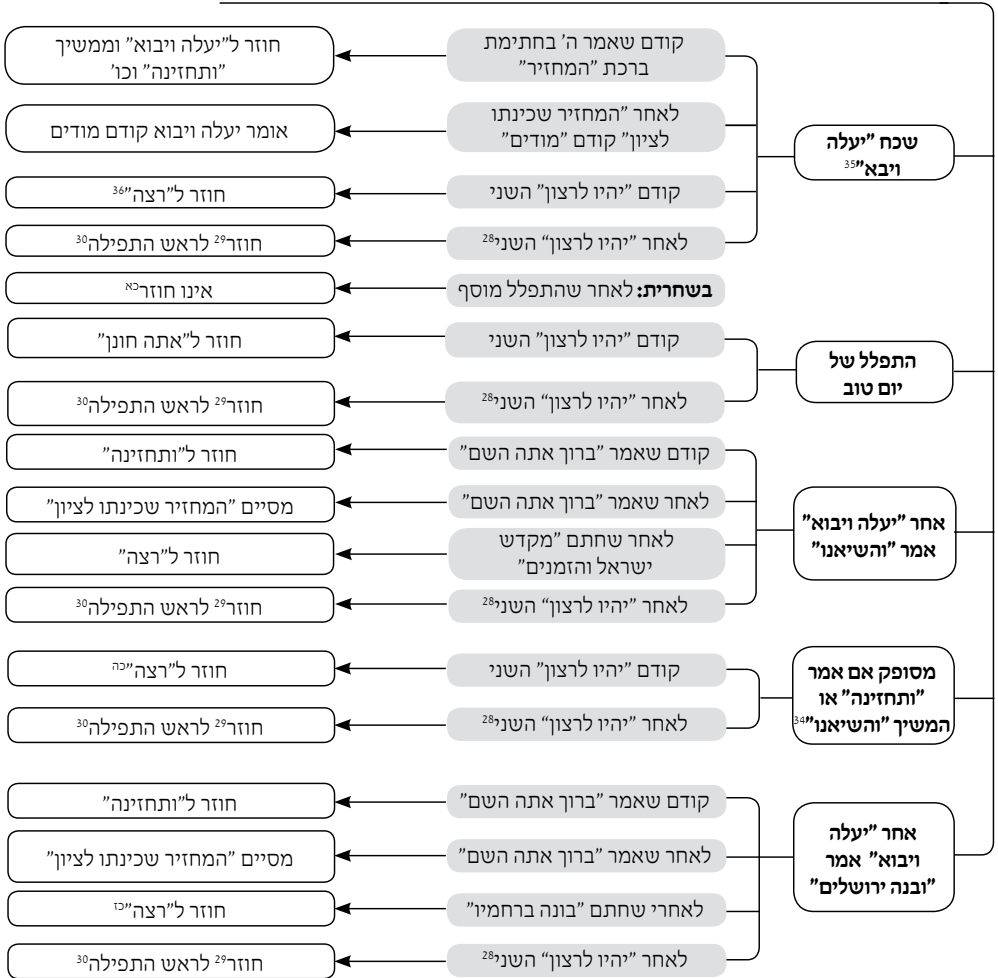 שכח ״יעלה
ויבא״³⁵
קודם שאמר ה׳ בחתימת
ברכת ״המחזיר״
חוזר ל״יעלה ויבוא״ וממשיך
״ותחזינה״ וכו׳
לאחר ״המחזיר שכינתו
לציון״ קודם ״מודים״
אומר יעלה ויבוא קודם מודים
קודם ״יהיו לרצון״ השני
חוזר ל״רצה״³⁶
לאחר ״יהיו לרצון״ השני²⁸
חוזר²⁹ לראש התפילה³⁰
בשחרית: לאחר שהתפלל מוסף
אינו חוזרכא
התפלל של
יום טוב
קודם ״יהיו לרצון״ השני
חוזר ל״אתה חונן״
לאחר ״יהיו לרצון״ השני²⁸
חוזר²⁹ לראש התפילה³⁰
אחר ״יעלה ויבוא״
אמר ״והשיאנו״
קודם שאמר ״ברוך אתה השם״
חוזר ל״ותחזינה״
לאחר שאמר ״ברוך אתה השם״
מסיים ״המחזיר שכינתו לציון״
לאחר שחתם ״מקדש
ישראל והזמנים״
חוזר ל״רצה״
לאחר ״יהיו לרצון״ השני²⁸
חוזר²⁹ לראש התפילה³⁰
מסופק אם אמר
״ותחזינה״ או
המשיך ״והשיאנו״³⁴
קודם ״יהיו לרצון״ השני
חוזר ל״רצה״כה
לאחר ״יהיו לרצון״ השני²⁸
חוזר²⁹ לראש התפילה³⁰
אחר ״יעלה
ויבוא״ אמר
״ובנה ירושלים״
קודם שאמר ״ברוך אתה השם״
חוזר ל״ותחזינה״
לאחר שאמר ״ברוך אתה השם״
מסיים ״המחזיר שכינתו לציון״
לאחרי שחתם ״בונה ברחמיו״
חוזר ל״רצה״כז
לאחר ״יהיו לרצון״ השני²⁸
חוזר²⁹ לראש התפילה³⁰